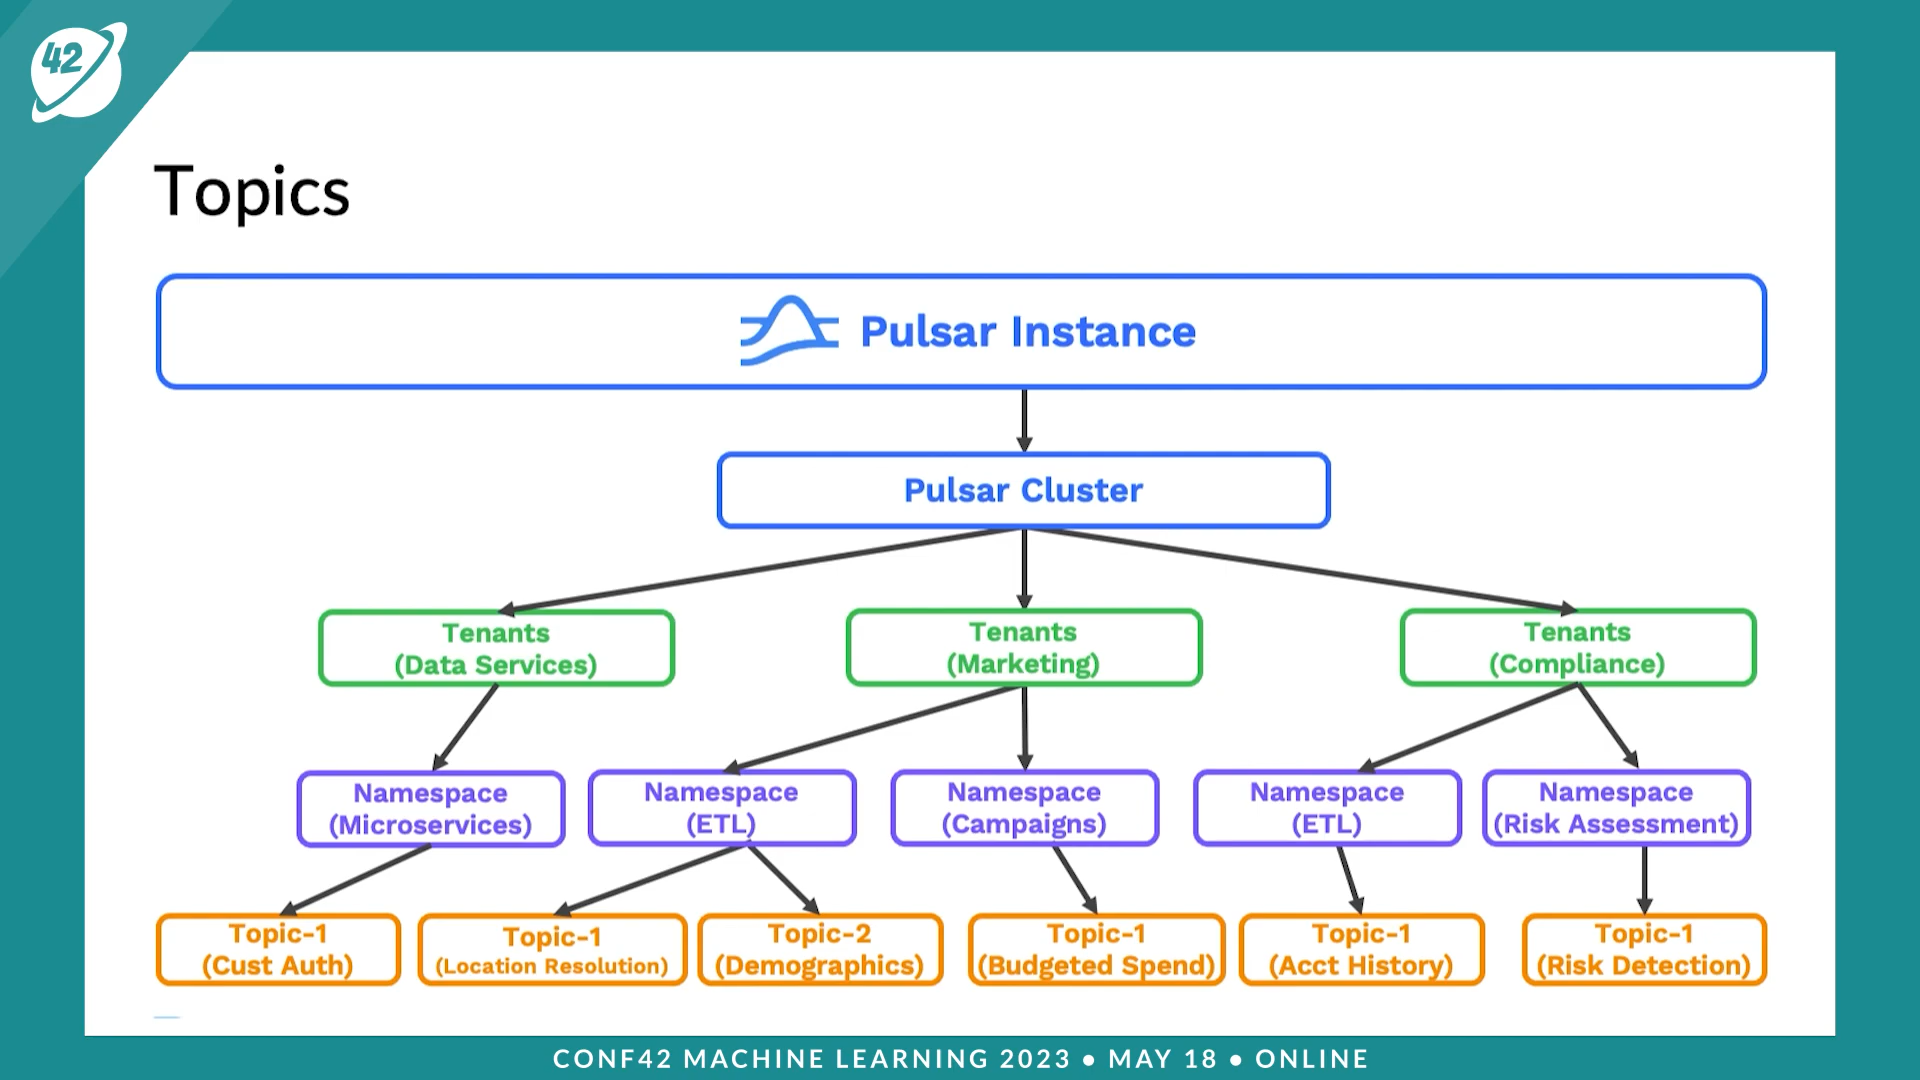 42
Topics
Pulsar Instance
Pulsar Cluster
Tenants
(Data Services)
Tenants
(Marketing)
Tenants
(Compliance)
Namespace
(Microservices)
Namespace
(ETL)
Namespace
(Campaigns)
Namespace
(ETL)
Namespace
(Risk Assessment)
Topic-1
(Cust Auth)
Topic-1
(Location Resolution)
Topic-2
(Demographics)
Topic-1
(Budgeted Spend)
Topic-1
(Acct History)
Topic-1
(Risk Detection)
CONF42 MACHINE LEARNING 2023 • MAY 18 • ONLINE